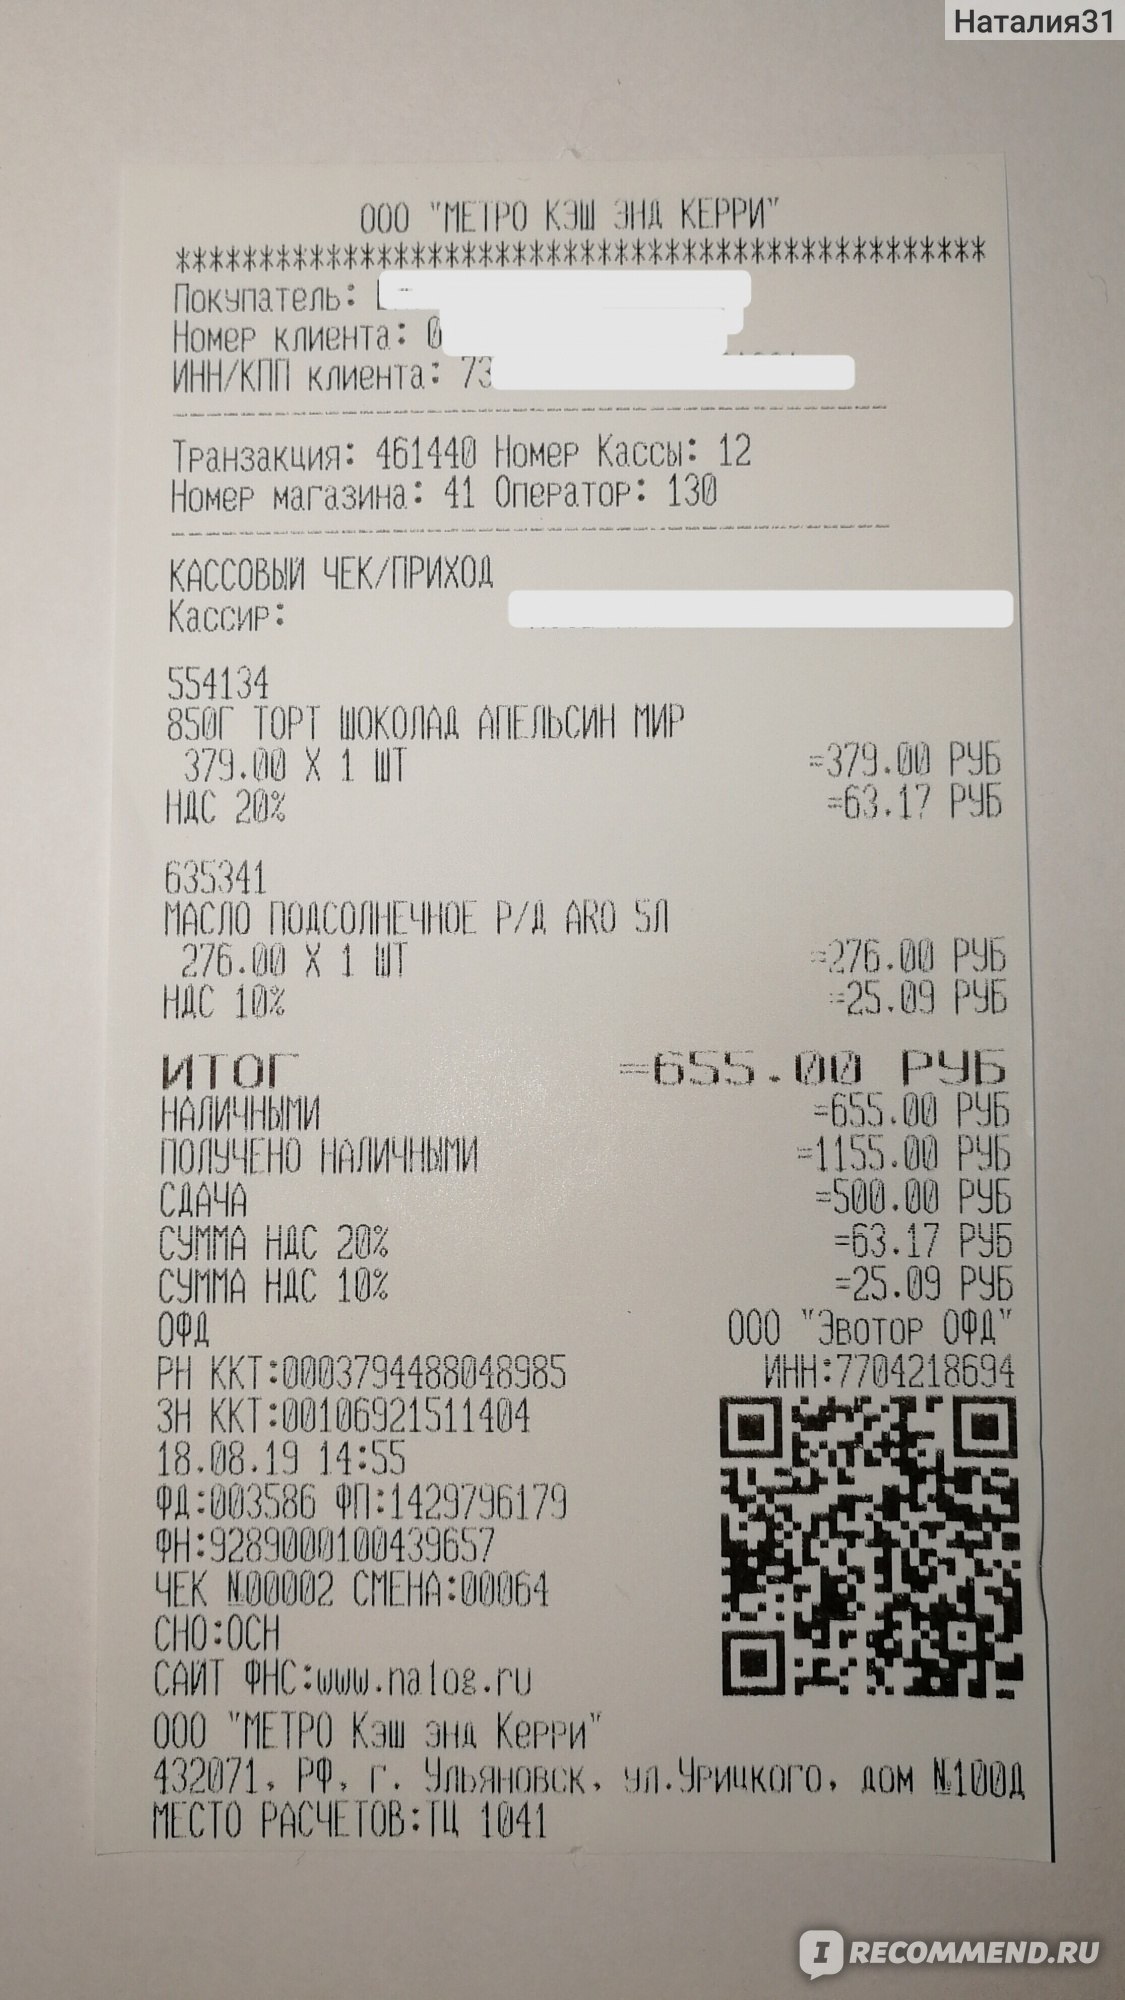 Наталия31
ООО "МЕТРО КЭШ ЭНД КЕРРИ"
************************************************
Покупатель:
Номер клиента: 0
ИНН/КПП клиента: 73
Транзакция: 461440 Номер Кассы: 12
Номер магазина: 41 Оператор: 130
КАССОВЫЙ ЧЕК/ПРИХОД
Кассир:
554134
850Г ТОРТ ШОКОЛАД АПЕЛЬСИН МИР
379.00 X 1 ШТ =379.00 РУБ
НДС 20% =63.17 РУБ
635341
МАСЛО ПОДСОЛНЕЧНОЕ Р/Д ARO 5Л
276.00 X 1 ШТ =276.00 РУБ
НДС 10% =25.09 РУБ
ИТОГ =655.00 РУБ
НАЛИЧНЫМИ =655.00 РУБ
ПОЛУЧЕНО НАЛИЧНЫМИ =1155.00 РУБ
СДАЧА =500.00 РУБ
СУММА НДС 20% =63.17 РУБ
СУММА НДС 10% =25.09 РУБ
ОФД ООО "Эвотор ОФД"
РН ККТ:0003794488048985 ИНН:7704218694
ЗН ККТ:00106921511404
18.08.19 14:55
ФД:003586 ФП:1429796179
ФН:9289000100439657
ЧЕК №00002 СМЕНА:00064
СНО:ОСН
САЙТ ФНС:www.nalog.ru
ООО "МЕТРО Кэш энд Керри"
432071, РФ, г. Ульяновск, ул.Урицкого, дом №100Д
МЕСТО РАСЧЕТОВ:ТЦ 1041
I RECOMMEND.RU